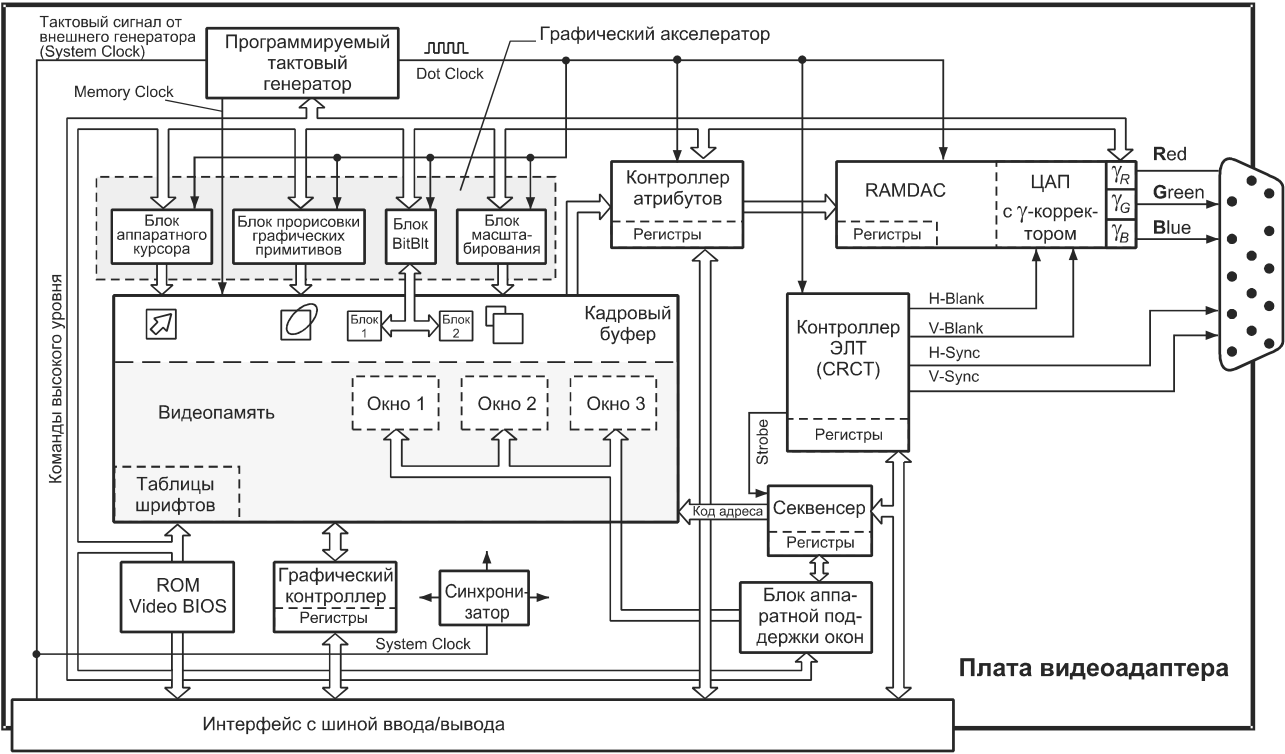 Тактовый сигнал от
внешнего генератора
(System Clock)
Программируемый
тактовый
генератор
Графический акселератор
Dot Clock
Memory Clock
Red
Green
Blue
Контроллер
атрибутов
Регистры
RAMDAC
Регистры
ЦАП
с γ-коррек-
тором
γR
γG
γB
Блок
аппаратного
курсора
Блок прорисовки
графических
примитивов
Блок
BitBlt
Блок
масшта-
бирования
Кадровый
буфер
Блок
1
Блок
2
Контроллер
ЭЛТ
(CRCT)
Регистры
H-Blank
V-Blank
H-Sync
V-Sync
Команды высокого уровня
Видеопамять
Окно 1
Окно 2
Окно 3
Таблицы
шрифтов
Strobe
Код адреса
Секвенсер
Регистры
ROM
Video BIOS
Графический
контроллер
Регистры
Синхрони-
затор
System Clock
Блок аппа-
ратной под-
держки окон
Плата видеоадаптера
Интерфейс с шиной ввода/вывода